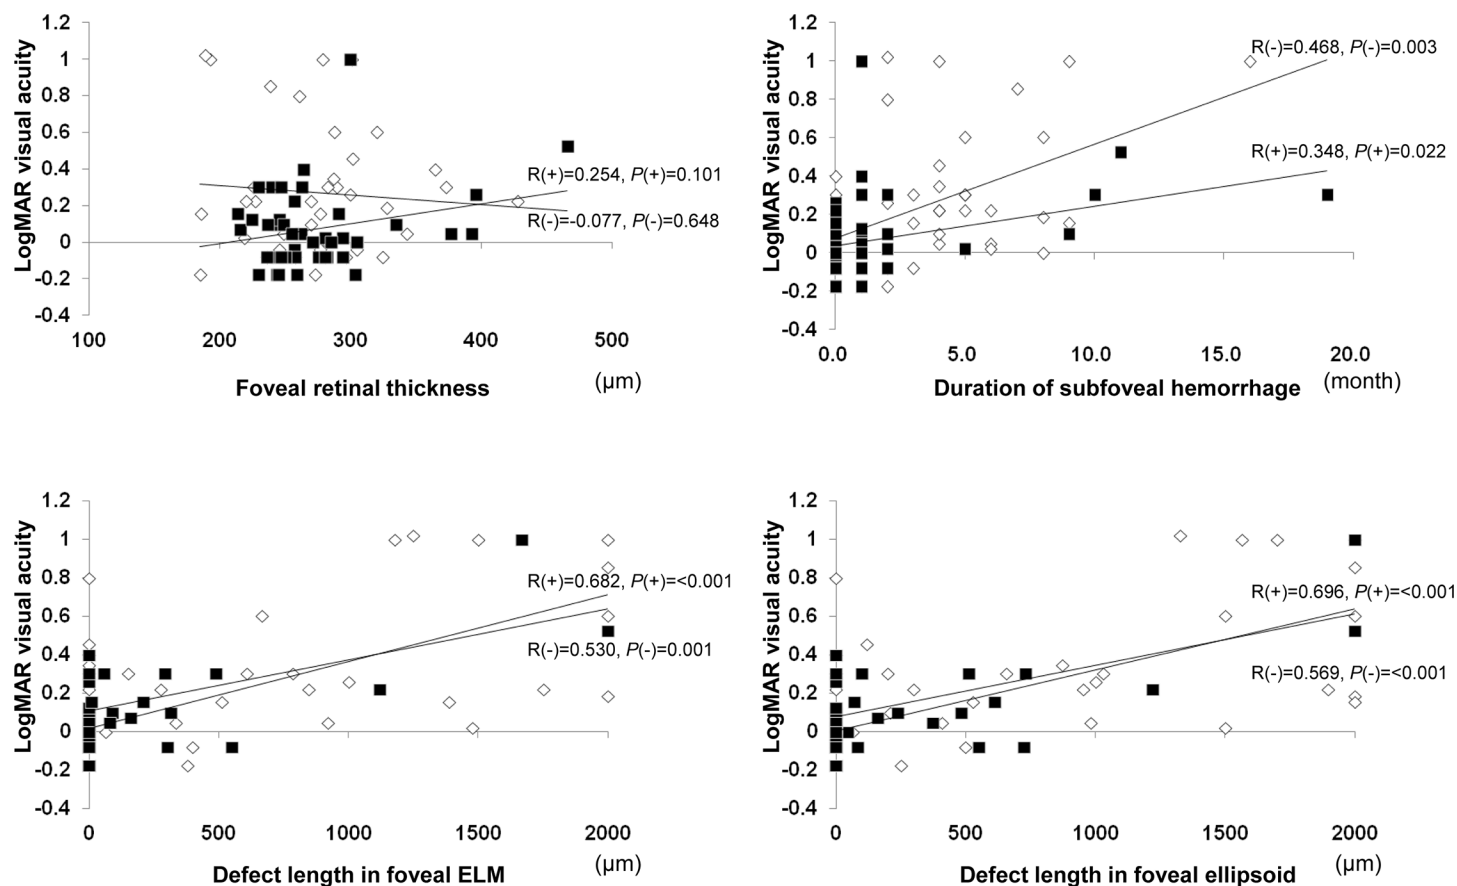 LogMAR visual acuity
1.2
1
0.8
0.6
0.4
0.2
0
-0.2
-0.4
R(+)=0.254, P(+)=0.101
R(-)=-0.077, P(-)=0.648
100
200
300
400
500
Foveal retinal thickness
(μm)
LogMAR visual acuity
1.2
1
0.8
0.6
0.4
0.2
0
-0.2
-0.4
R(-)=0.468, P(-)=0.003
R(+)=0.348, P(+)=0.022
0.0
5.0
10.0
15.0
20.0
Duration of subfoveal hemorrhage
(month)
LogMAR visual acuity
1.2
1
0.8
0.6
0.4
0.2
0
-0.2
-0.4
R(+)=0.682, P(+)=<0.001
R(-)=0.530, P(-)=0.001
0
500
1000
1500
2000
Defect length in foveal ELM
(μm)
LogMAR visual acuity
1.2
1
0.8
0.6
0.4
0.2
0
-0.2
-0.4
R(+)=0.696, P(+)=<0.001
R(-)=0.569, P(-)=<0.001
0
500
1000
1500
2000
Defect length in foveal ellipsoid
(μm)